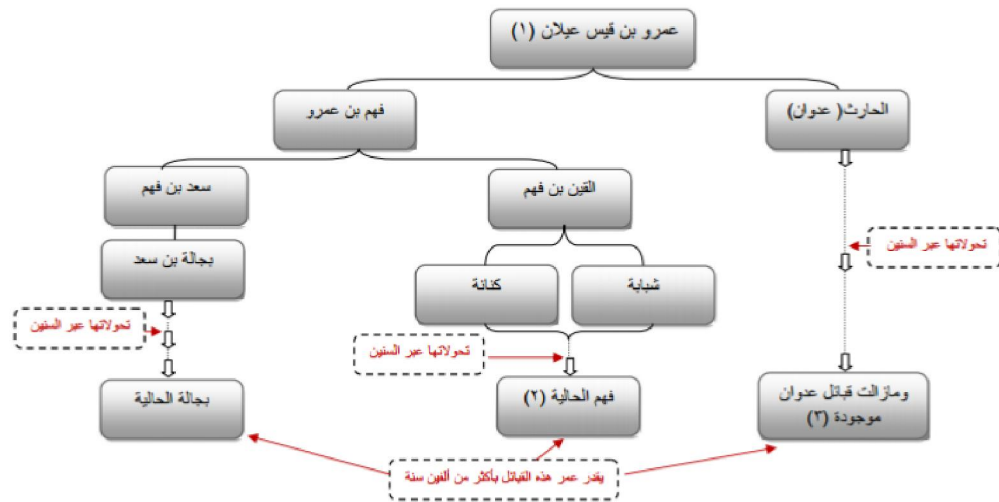 عمرو بن قيس عيلان (١)
الحارث( عدوان)
فهم بن عمرو
القين بن فهم
سعد بن فهم
بجالة بن سعد
شبابة
كنانة
تحولاتها عبر السنين
تحولاتها عبر السنين
تحولاتها عبر السنين
ومازالت قبائل عدوان
موجودة (٣)
فهم الحالية (٢)
بجالة الحالية
يقدر عمر هذه القبائل بأكثر من ألفين سنة